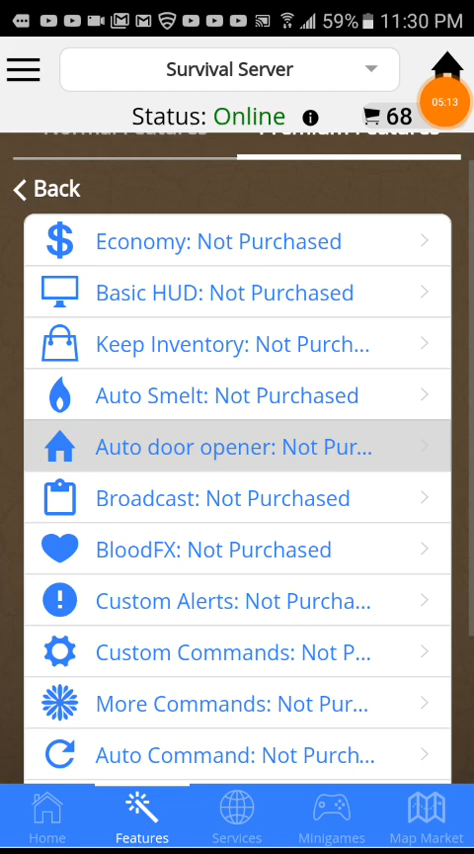 59% 11:30 PM
Survival Server
05:13
Status: Online
68
Normal Features Premium Features
Back
$ Economy: Not Purchased
Basic HUD: Not Purchased
Keep Inventory: Not Purch...
Auto Smelt: Not Purchased
Auto door opener: Not Pur...
Broadcast: Not Purchased
BloodFX: Not Purchased
Custom Alerts: Not Purcha...
Custom Commands: Not P...
More Commands: Not Pur...
Auto Command: Not Purch...
Home Features Services Minigames Map Market